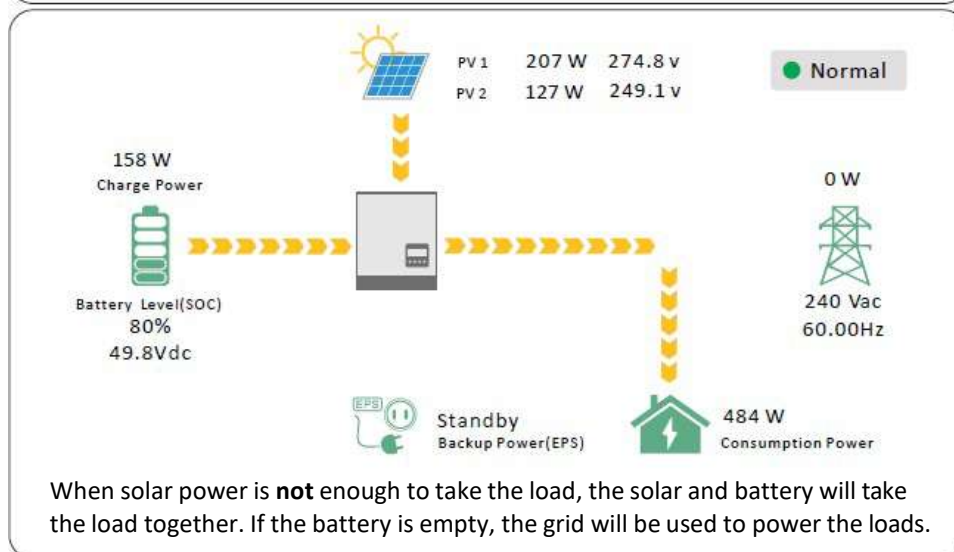 PV 1 207 W 274.8 v
PV 2 127 W 249.1 v
Normal
158 W
Charge Power
0 W
Battery Level(SOC)
80%
49.8Vdc
240 Vac
60.00Hz
EPS
Standby
Backup Power(EPS)
484 W
Consumption Power
When solar power is not enough to take the load, the solar and battery will take
the load together. If the battery is empty, the grid will be used to power the loads.